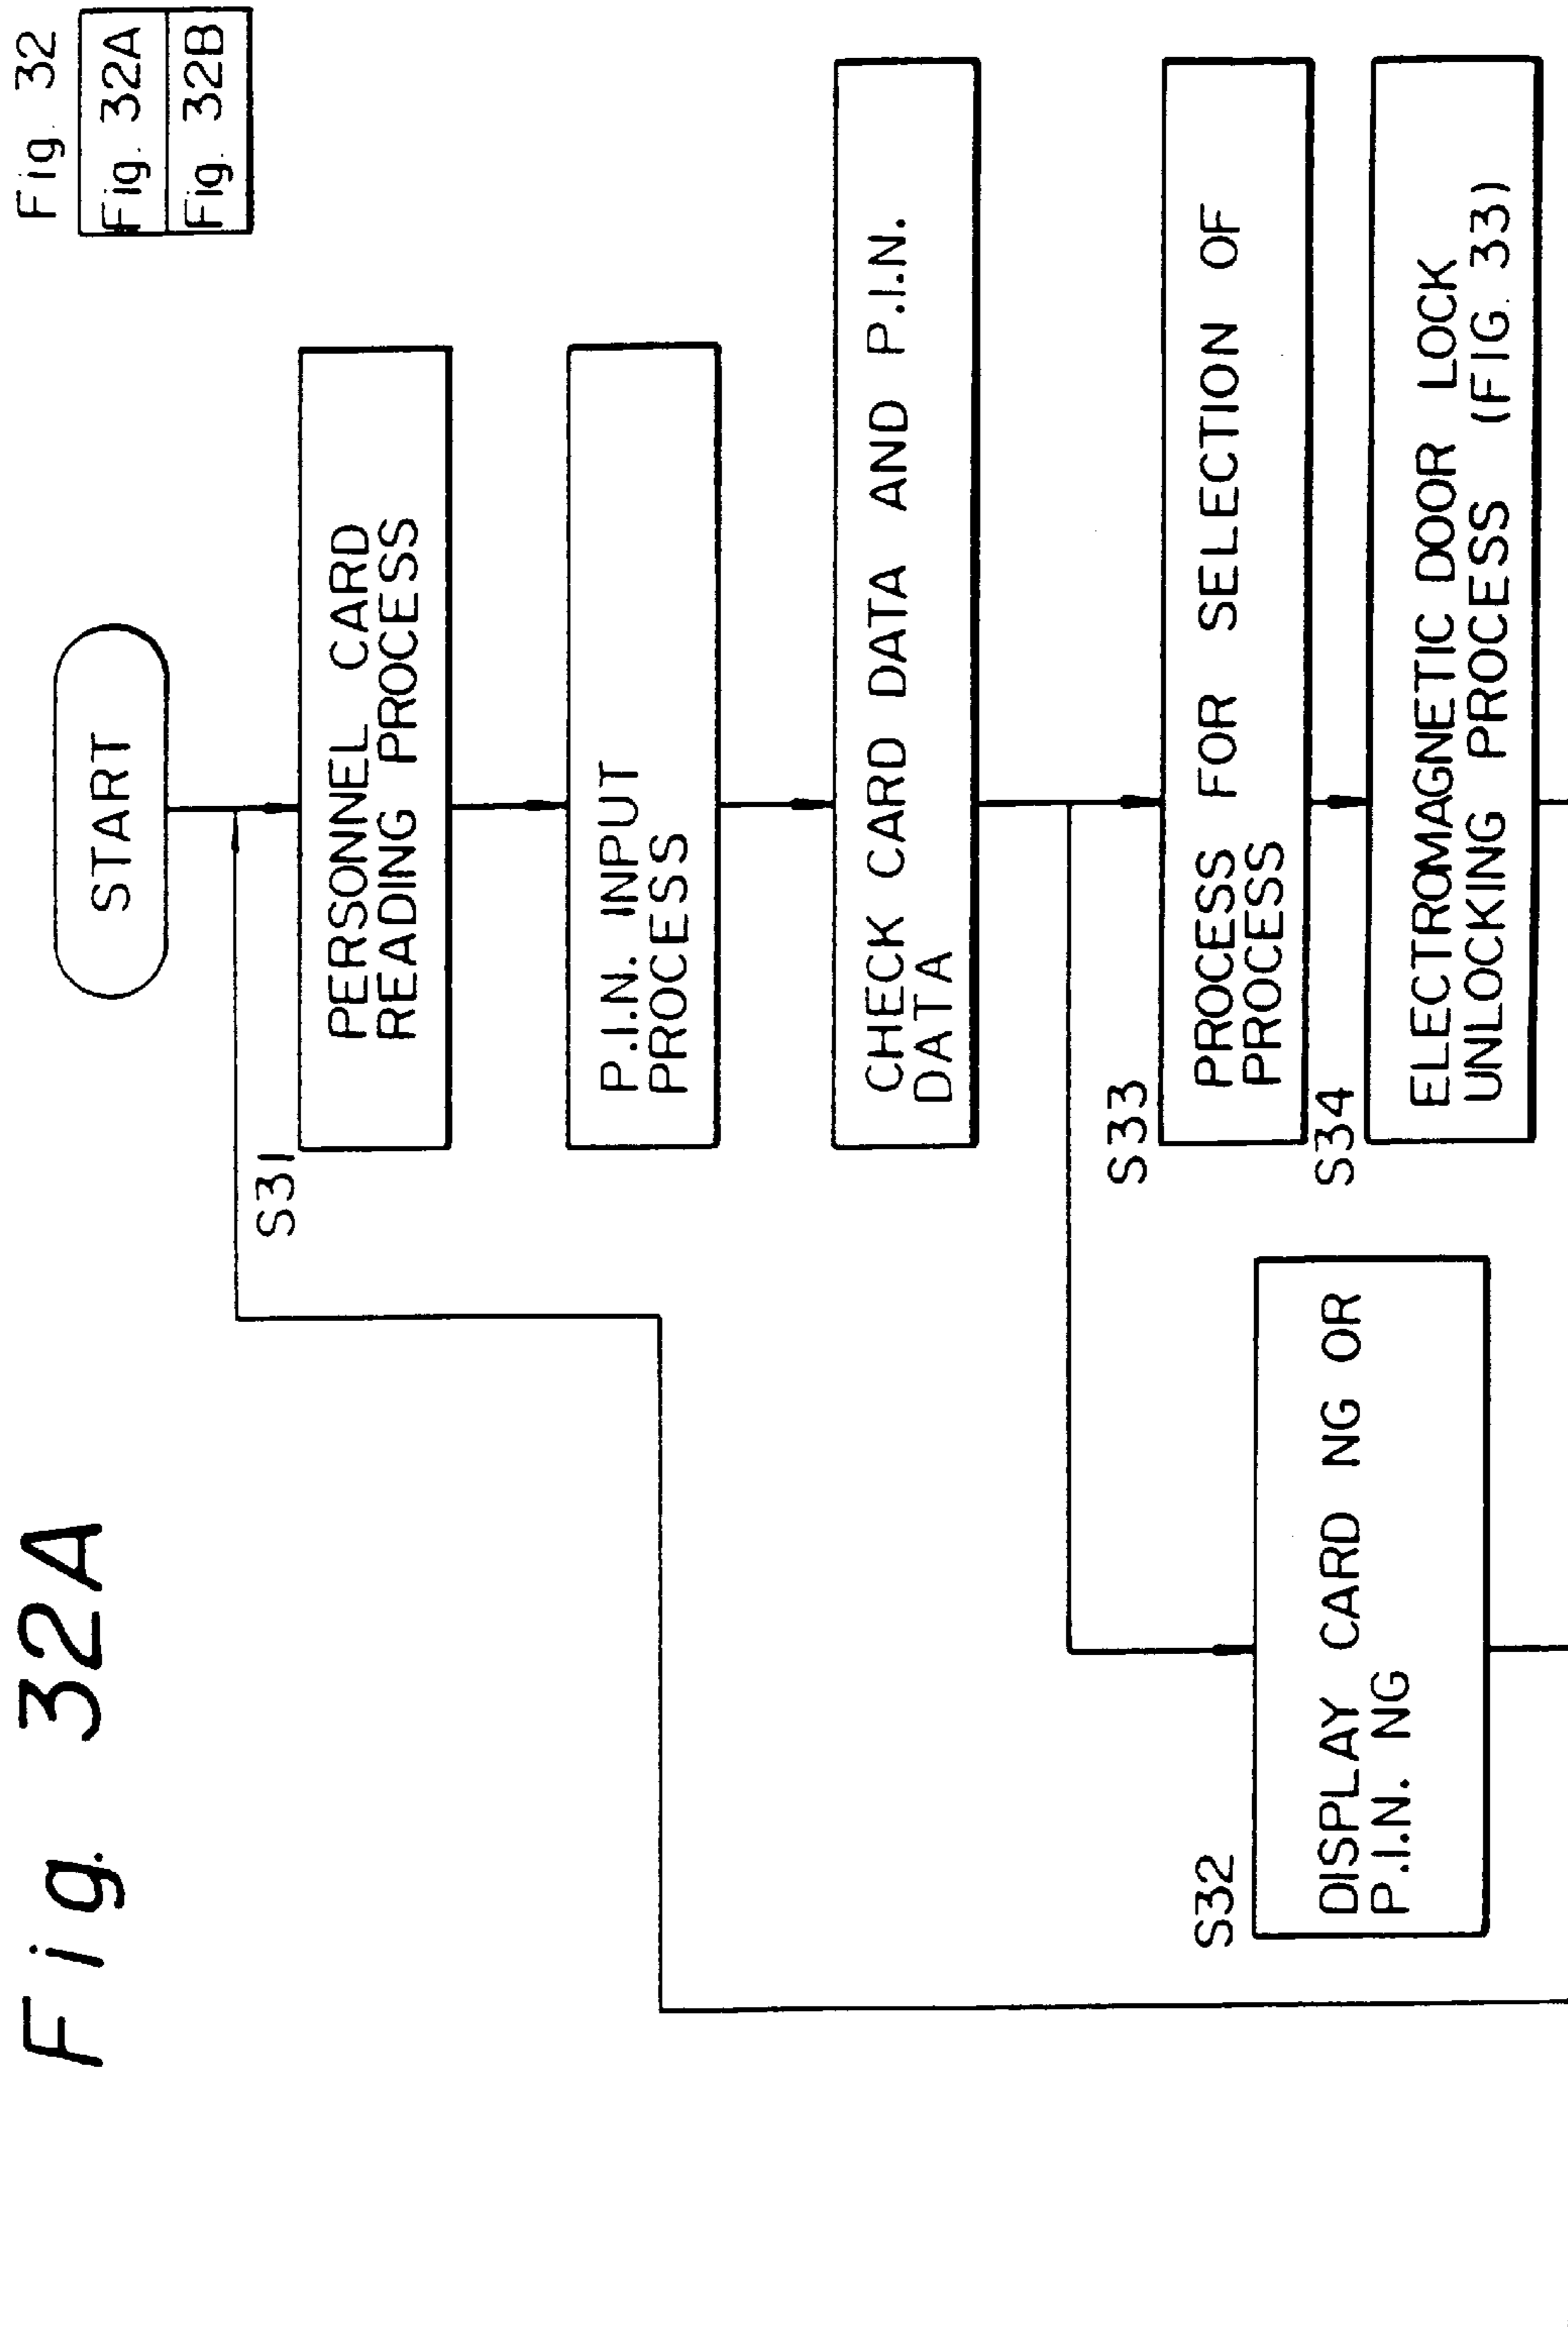 Fig. 32A
Fig. 32
Fig. 32A
Fig. 32B
START
S31
PERSONNEL CARD
READING PROCESS
P.I.N. INPUT
PROCESS
CHECK CARD DATA AND P.I.N.
DATA
S32
DISPLAY CARD NG OR
P.I.N. NG
S33
PROCESS FOR SELECTION OF
PROCESS
S34
ELECTROMAGNETIC DOOR LOCK
UNLOCKING PROCESS (FIG. 33)